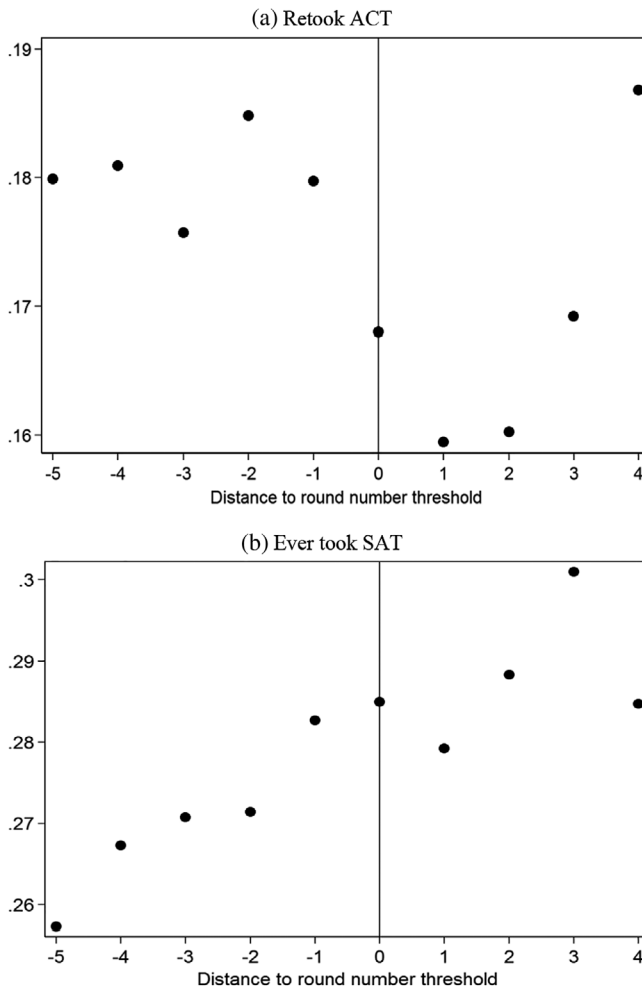 (a) Retook ACT
.19
.18
.17
.16
-5 -4 -3 -2 -1 0 1 2 3 4
Distance to round number threshold
(b) Ever took SAT
.3
.29
.28
.27
.26
-5 -4 -3 -2 -1 0 1 2 3 4
Distance to round number threshold